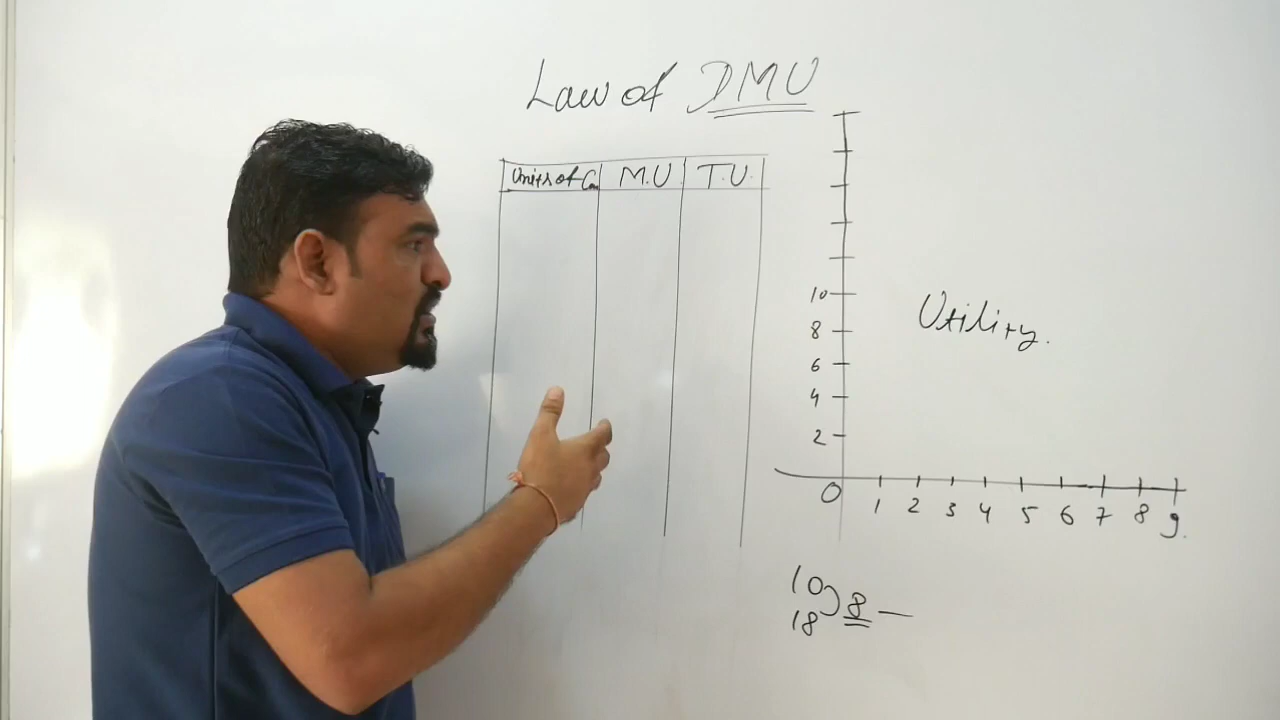 Law of DMU
Units of Co M.U T.U.
10
8
6
4
2
Utility.
0 1 2 3 4 5 6 7 8 9.
10
18
8 —